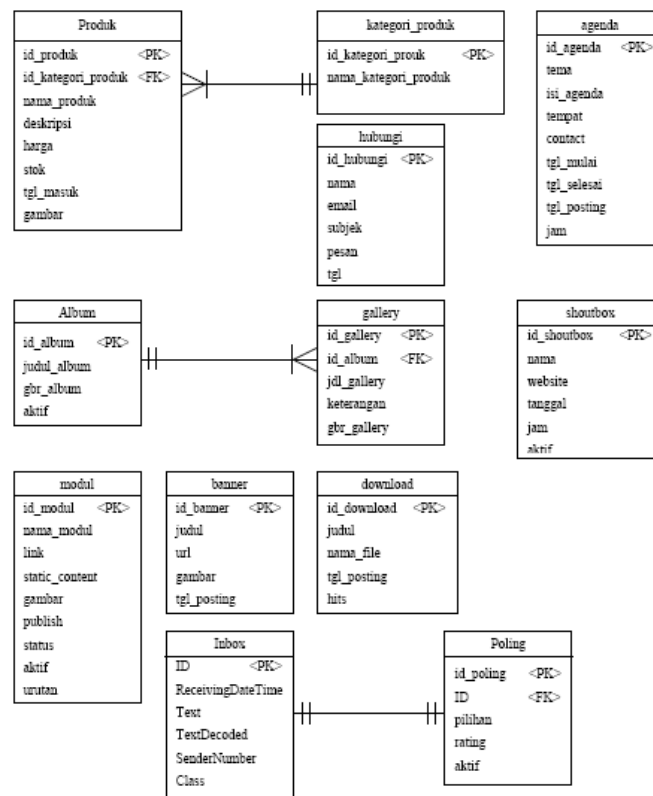 Produk
id_produk <PK>
id_kategori_produk <FK>
nama_produk
deskripsi
harga
stok
tgl_masuk
gambar
kategori_produk
id_kategori_prouk <PK>
nama_kategori_produk
agenda
id_agenda <PK>
tema
isi_agenda
tempat
contact
tgl_mulai
tgl_selesai
tgl_posting
jam
hubungi
id_hubungi <PK>
nama
email
subjek
pesan
tgl
Album
id_album <PK>
judul_album
gbr_album
aktif
gallery
id_gallery <PK>
id_album <FK>
jdl_gallery
keterangan
gbr_gallery
shoutbox
id_shoutbox <PK>
nama
website
tanggal
jam
aktif
modul
id_modul <PK>
nama_modul
link
static_content
gambar
publish
status
aktif
urutan
banner
id_banner <PK>
judul
url
gambar
tgl_posting
download
id_download <PK>
judul
nama_file
tgl_posting
hits
Inbox
ID <PK>
ReceivingDateTime
Text
TextDecoded
SenderNumber
Class
Poling
id_poling <PK>
ID <FK>
pilihan
rating
aktif